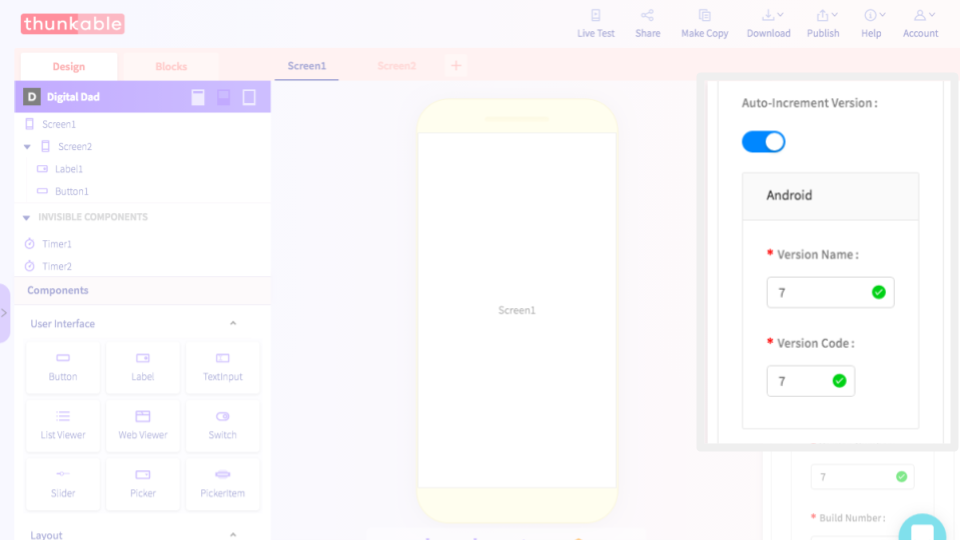 thunkable
Live Test
Share
Make Copy
Download
Publish
Help
Account
Design
Blocks
Screen1
Screen2
+
D Digital Dad
Screen1
Screen2
Label1
Button1
INVISIBLE COMPONENTS
Timer1
Timer2
Components
User Interface
Button
Label
TextInput
List Viewer
Web Viewer
Switch
Slider
Picker
PickerItem
Layout
Screen1
Auto-Increment Version :
Android
* Version Name :
7
* Version Code :
7
7
* Build Number :